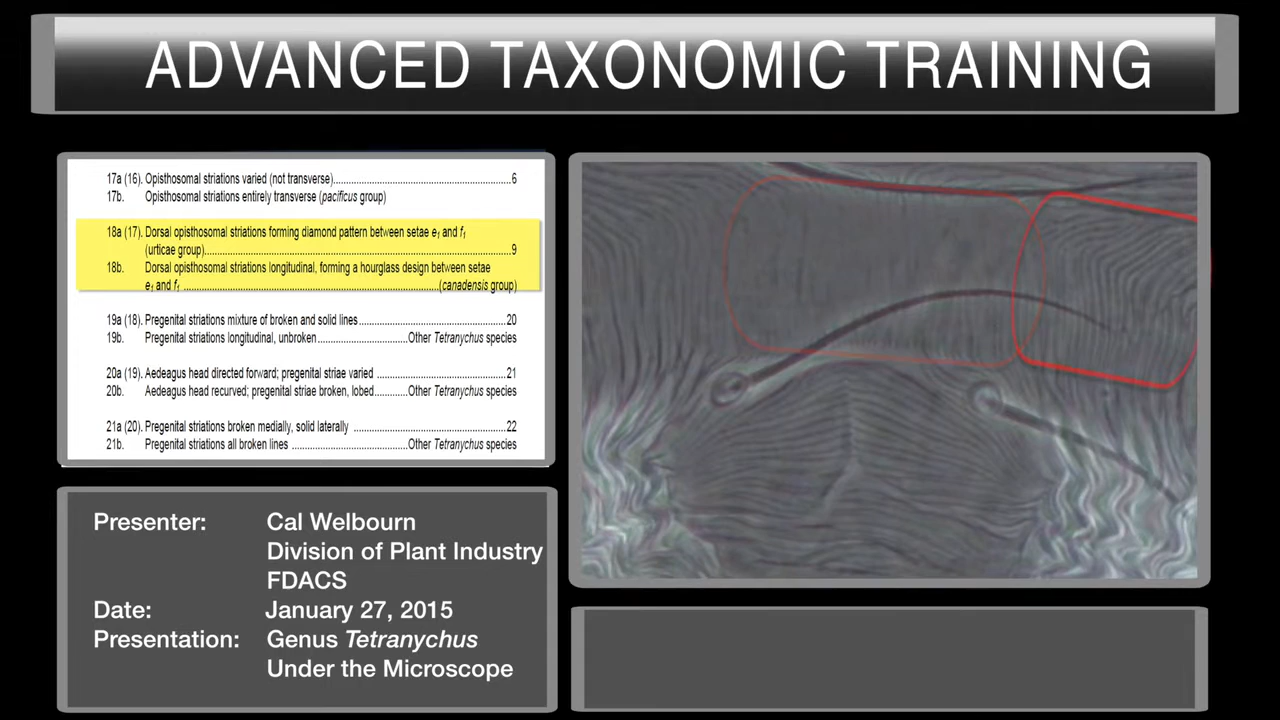 ADVANCED TAXONOMIC TRAINING
17a (16). Opisthosomal striations varied (not transverse)......................................................................6
17b. Opisthosomal striations entirely transverse (pacificus group)
18a (17). Dorsal opisthosomal striations forming diamond pattern between setae e1 and f1
(urticae group)......................................................................9
18b. Dorsal opisthosomal striations longitudinal, forming a hourglass design between setae
e1 and f1 ......................................................................(canadensis group)
19a (18). Pregenital striations mixture of broken and solid lines..................................................20
19b. Pregenital striations longitudinal, unbroken..............................Other Tetranychus species
20a (19). Aedeagus head directed forward; pregenital striae varied ..................................................21
20b. Aedeagus head recurved; pregenital striae broken, lobed............Other Tetranychus species
21a (20). Pregenital striations broken medially, solid laterally ..................................................22
21b. Pregenital striations all broken lines ........................................Other Tetranychus species
Presenter: Cal Welbourn
Division of Plant Industry
FDACS
Date: January 27, 2015
Presentation: Genus Tetranychus
Under the Microscope